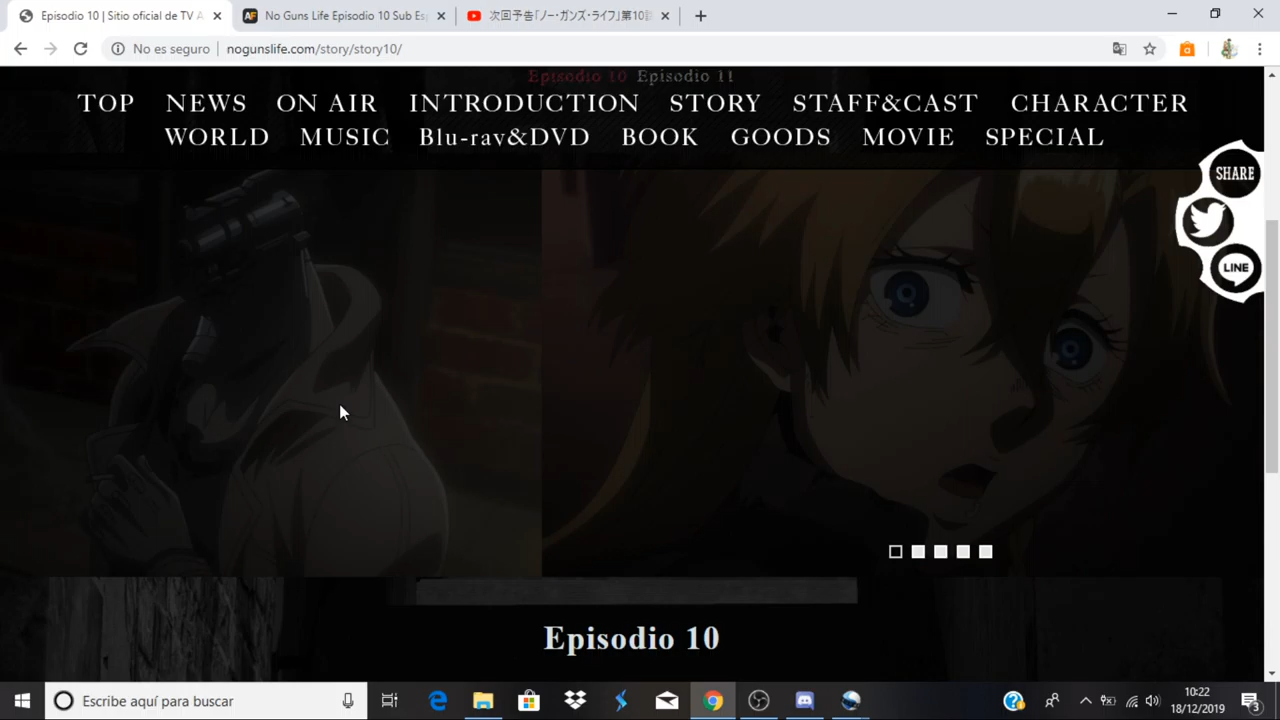 Episodio 10 | Sitio oficial de TV A
No Guns Life Episodio 10 Sub Esp
次回予告「ノー・ガンズ・ライフ」第10話
No es seguro
nogunslife.com/story/story10/
Episodio 10 Episodio 11
TOP NEWS ON AIR INTRODUCTION STORY STAFF&CAST CHARACTER
WORLD MUSIC Blu-ray&DVD BOOK GOODS MOVIE SPECIAL
SHARE
LINE
Episodio 10
Escribe aquí para buscar
10:22
18/12/2019
3